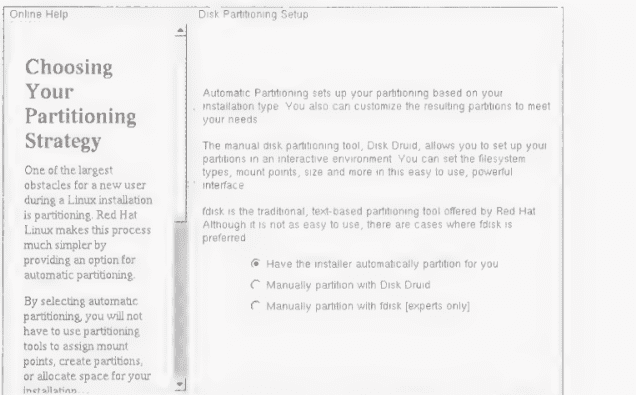 Online Help
Disk Partitioning Setup
Choosing
Your
Partitioning
Strategy
One of the largest
obstacles for a new user
during a Linux installation
is partitioning. Red Hat
Linux makes this process
much simpler by
providing an option for
automatic partitioning.
By selecting automatic
partitioning, you will not
have to use partitioning
tools to assign mount
points, create partitions,
or allocate space for your
installation...
Automatic Partitioning sets up your partitioning based on your
installation type. You also can customize the resulting partitions to meet
your needs
The manual disk partitioning tool, Disk Druid, allows you to set up your
partitions in an interactive environment. You can set the filesystem
types, mount points, size and more in this easy to use, powerful
interface
fdisk is the traditional, text-based partitioning tool offered by Red Hat
Although it is not as easy to use, there are cases where fdisk is
preferred
Have the installer automatically partition for you
Manually partition with Disk Druid
Manually partition with fdisk [experts only]